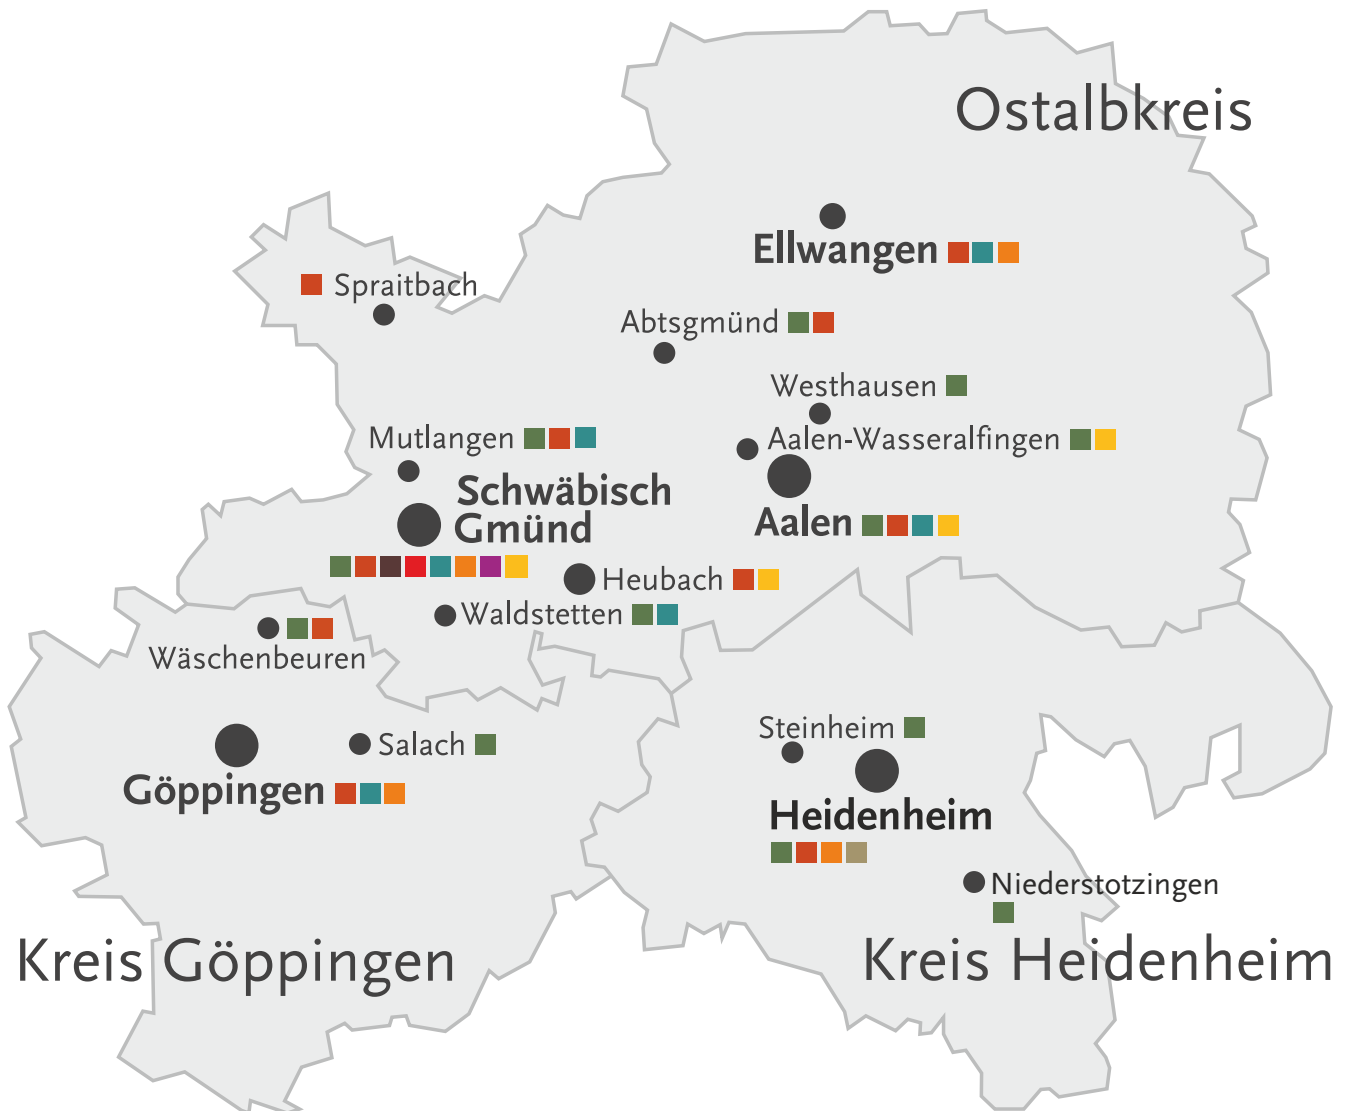 Ostalbkreis
Ellwangen
Spraitbach
Abtsgmünd
Westhausen
Mutlangen
Aalen-Wasseralfingen
Schwäbisch
Gmünd
Aalen
Heubach
Waldstetten
Wäschenbeuren
Steinheim
Salach
Göppingen
Heidenheim
Niederstotzingen
Kreis Göppingen
Kreis Heidenheim